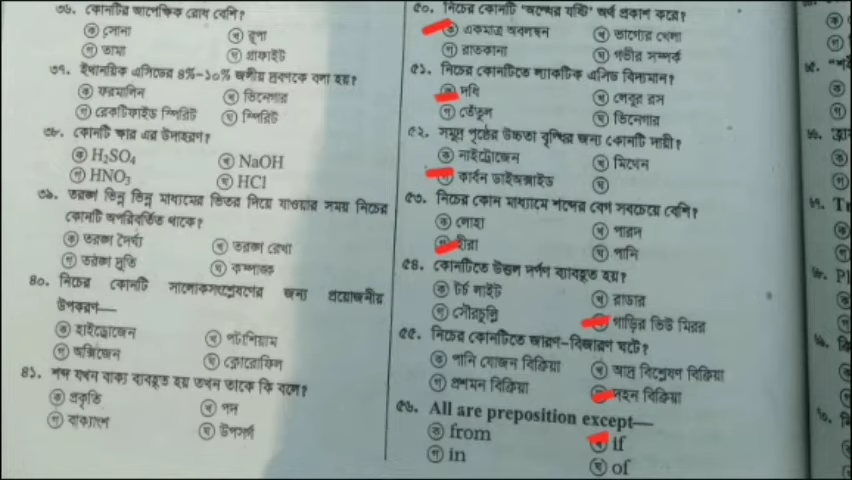 ৩৬. কোনটির আপেক্ষিক রোধ বেশি?
ক সোনা
খ রূপা
গ তামা
ঘ গ্রাফাইট
৩৭. ইথানয়িক এসিডের ৪%-১০% জলীয় দ্রবণকে বলা হয়?
ক ফরমালিন
খ ভিনেগার
গ রেকটিফাইড স্পিরিট
ঘ স্পিরিট
৩৮. কোনটি ক্ষার এর উদাহরণ?
ক H₂SO₄
খ NaOH
গ HNO₃
ঘ HCl
৩৯. তরঙ্গ ভিন্ন ভিন্ন মাধ্যমের ভিতর দিয়ে যাওয়ার সময় নিচের
কোনটি অপরিবর্তিত থাকে?
ক তরঙ্গ দৈর্ঘ্য
খ তরঙ্গ রেখা
গ তরঙ্গ দ্রুতি
ঘ কম্পাঙ্ক
৪০. নিচের কোনটি সালোকসংশ্লেষণের জন্য প্রয়োজনীয়
উপকরণ—
ক হাইড্রোজেন
খ পটাশিয়াম
গ অক্সিজেন
ঘ ক্লোরোফিল
৪১. শব্দ যখন বাক্য ব্যবহৃত হয় তখন তাকে কি বলে?
ক প্রকৃতি
খ পদ
গ বাক্যাংশ
ঘ উপসর্গ
৫০. নিচের কোনটি 'অন্ধের যষ্টি' অর্থ প্রকাশ করে?
ক একমাত্র অবলম্বন
খ ভাগ্যের খেলা
গ রাতকানা
ঘ গভীর সম্পর্ক
৫১. নিচের কোনটিতে ল্যাকটিক এসিড বিদ্যমান?
ক দধি
খ লেবুর রস
গ তেঁতুল
ঘ ভিনেগার
৫২. সমুদ্র পৃষ্ঠের উচ্চতা বৃদ্ধির জন্য কোনটি দায়ী?
ক নাইট্রোজেন
খ মিথেন
গ কার্বন ডাইঅক্সাইড
ঘ
৫৩. নিচের কোন মাধ্যমে শব্দের বেগ সবচেয়ে বেশি?
ক লোহা
খ পারদ
গ হীরা
ঘ পানি
৫৪. কোনটিতে উত্তল দর্পণ ব্যাবহৃত হয়?
ক টর্চ লাইট
খ রাডার
গ সৌরচুল্লি
ঘ গাড়ির ভিউ মিরর
৫৫. নিচের কোনটিতে জারণ-বিজারণ ঘটে?
ক পানি যোজন বিক্রিয়া
খ আর্দ্র বিশ্লেষণ বিক্রিয়া
গ প্রশমন বিক্রিয়া
ঘ দহন বিক্রিয়া
৫৬. All are preposition except—
ক from
খ if
গ in
ঘ of